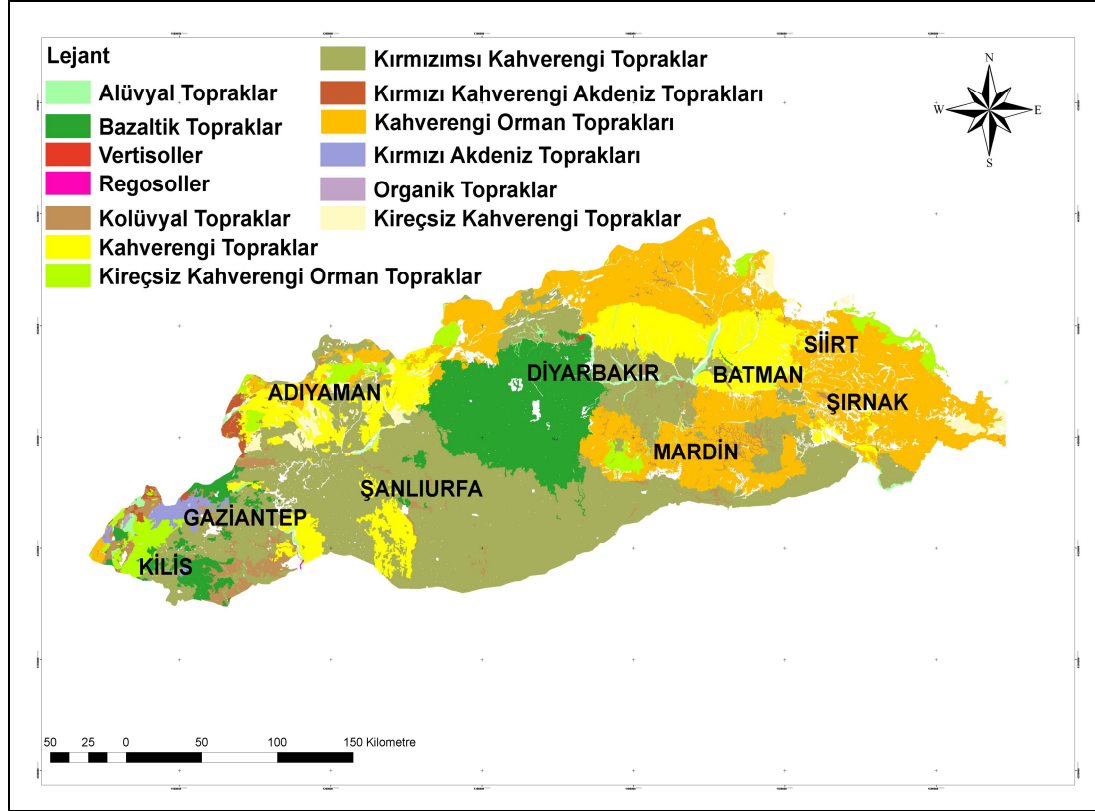 Lejant
Alüvyal Topraklar
Bazaltik Topraklar
Vertisoller
Regosoller
Kolüvyal Topraklar
Kahverengi Topraklar
Kireçsiz Kahverengi Orman Topraklar
Kırmızımsı Kahverengi Topraklar
Kırmızı Kahverengi Akdeniz Toprakları
Kahverengi Orman Toprakları
Kırmızı Akdeniz Toprakları
Organik Topraklar
Kireçsiz Kahverengi Topraklar
N
W E
S
SİİRT
DİYARBAKIR
BATMAN
ADIYAMAN
ŞIRNAK
MARDİN
ŞANLIURFA
GAZİANTEP
KİLİS
50 25 0 50 100 150 Kilometre